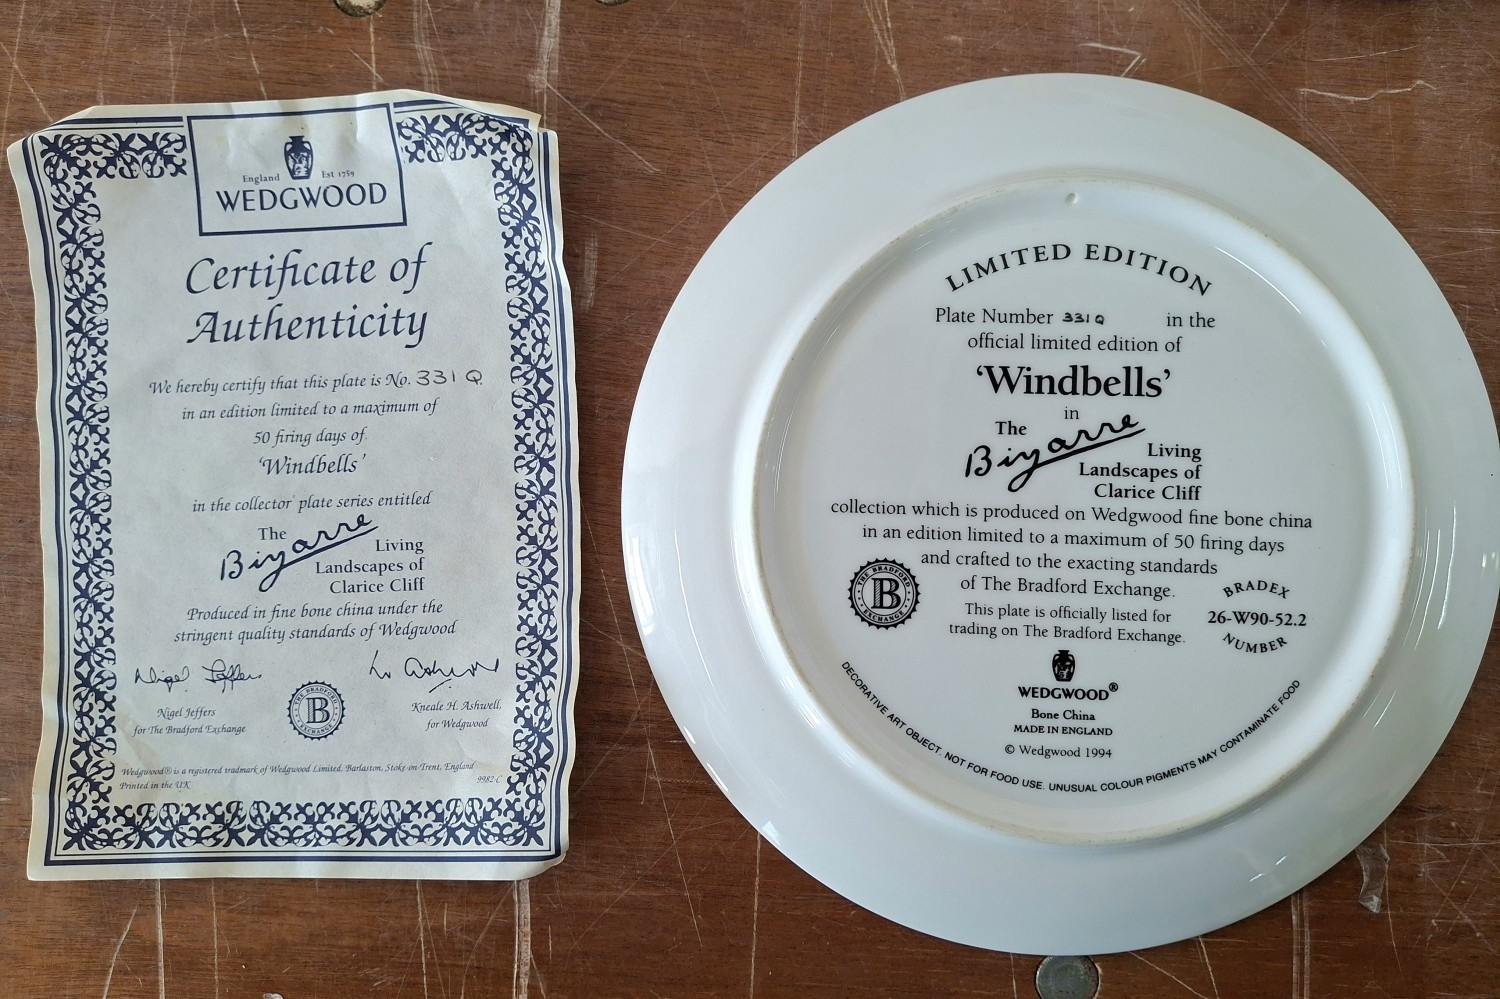 England Est 1759
WEDGWOOD
Certificate of
Authenticity
We hereby certify that this plate is No. 331Q
in an edition limited to a maximum of
50 firing days of
'Windbells'
in the collector plate series entitled
The
Bizarre
Living
Landscapes of
Clarice Cliff
Produced in fine bone china under the
stringent quality standards of Wedgwood
Nigel Jeffers
Nigel Jeffers
for The Bradford Exchange
THE BRADFORD
B
EXCHANGE
Kneale H. Ashwell,
for Wedgwood
Wedgwood® is a registered trademark of Wedgwood Limited, Barlaston, Stoke-on-Trent, England
Printed in the UK
9982-C
LIMITED EDITION
Plate Number 331Q in the
official limited edition of
'Windbells'
in
The
Bizarre
Living
Landscapes of
Clarice Cliff
collection which is produced on Wedgwood fine bone china
in an edition limited to a maximum of 50 firing days
and crafted to the exacting standards
of The Bradford Exchange.
This plate is officially listed for
trading on The Bradford Exchange.
THE BRADFORD
B
EXCHANGE
BRADEX
26-W90-52.2
NUMBER
WEDGWOOD®
Bone China
MADE IN ENGLAND
© Wedgwood 1994
DECORATIVE ART OBJECT. NOT FOR FOOD USE. UNUSUAL COLOUR PIGMENTS MAY CONTAMINATE FOOD